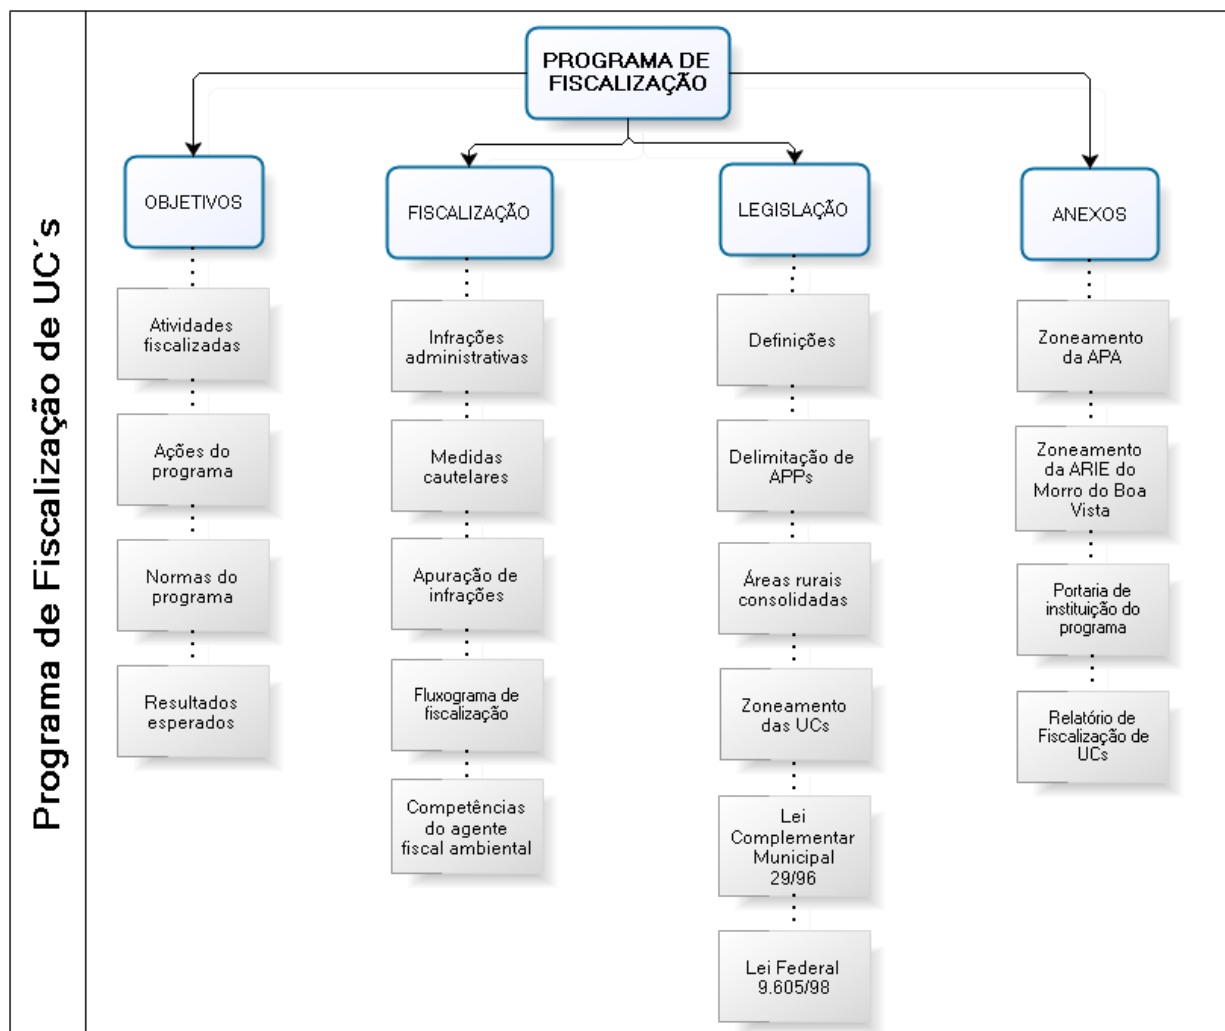 Programa de Fiscalização de UC´s
PROGRAMA DE
FISCALIZAÇÃO
OBJETIVOS
Atividades
fiscalizadas
Ações do
programa
Normas do
programa
Resultados
esperados
FISCALIZAÇÃO
Infrações
administrativas
Medidas
cautelares
Apuração de
infrações
Fluxograma de
fiscalização
Competências
do agente
fiscal ambiental
LEGISLAÇÃO
Definições
Delimitação de
APPs
Áreas rurais
consolidadas
Zoneamento
das UCs
Lei
Complementar
Municipal
29/96
Lei Federal
9.605/98
ANEXOS
Zoneamento
da APA
Zoneamento
da ARIE do
Morro do Boa
Vista
Portaria de
instituição do
programa
Relatório de
Fiscalização de
UCs